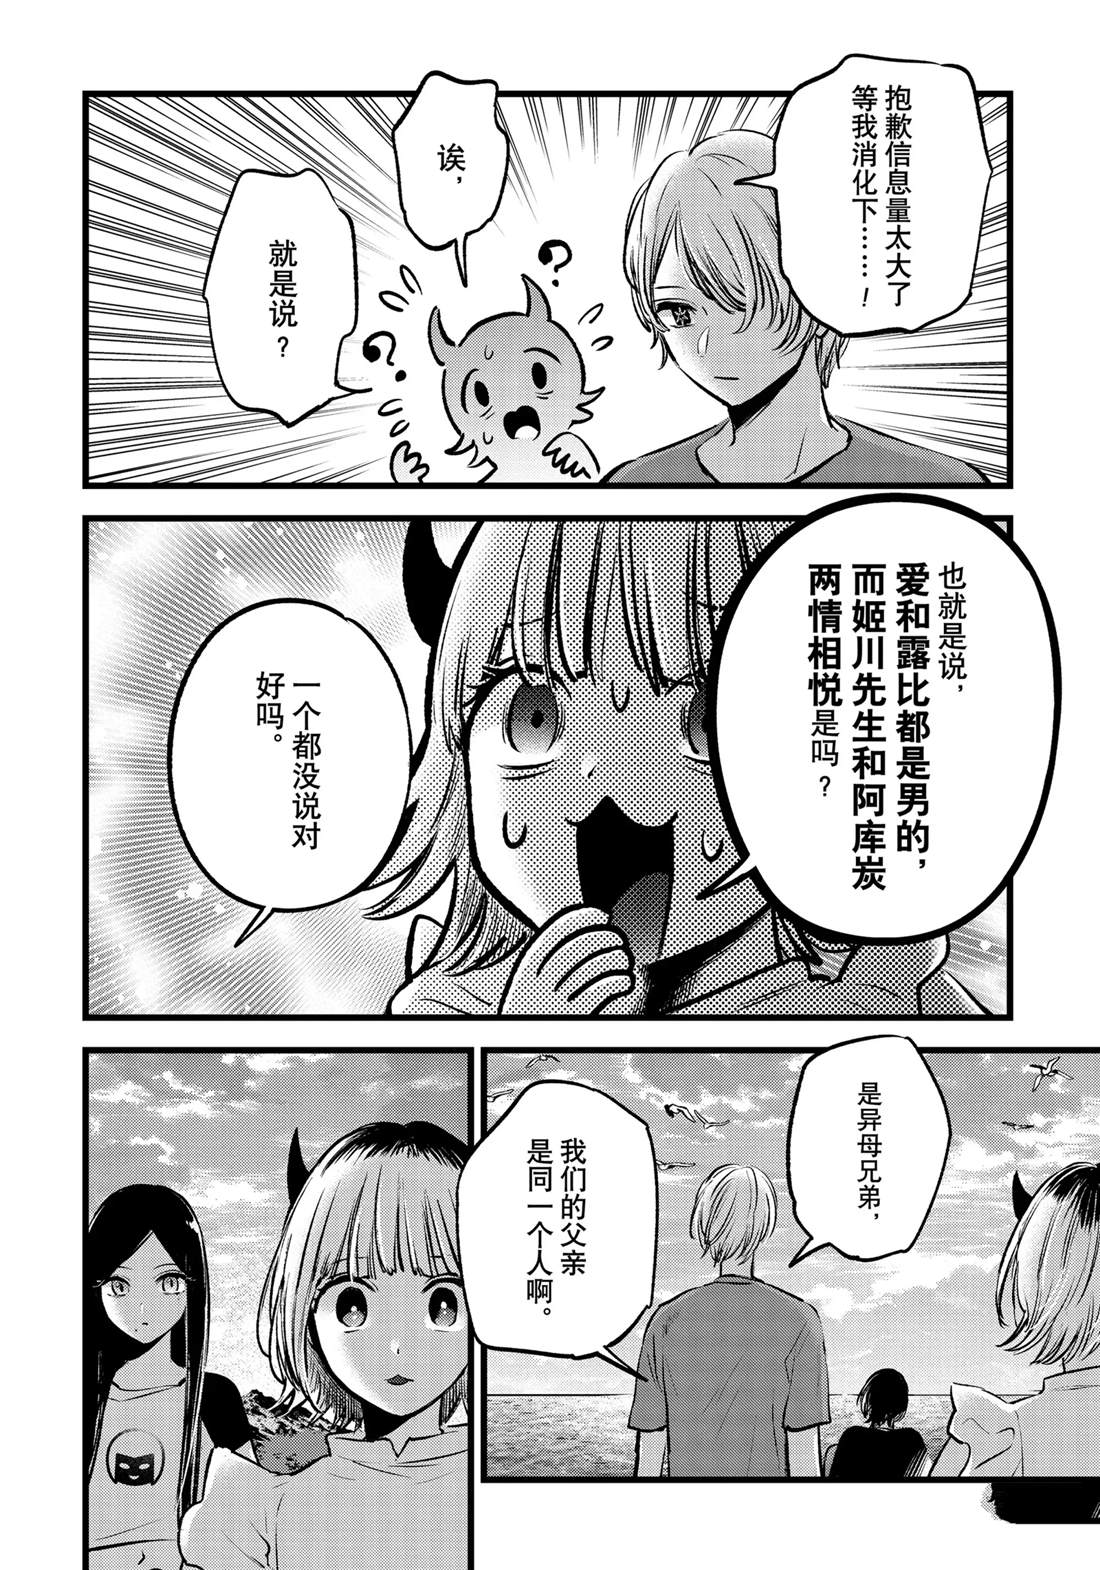 抱歉信息量太大了
等我消化下……！
诶，
就是说？
？
？
也就是说，
爱和露比都是男的，
而姬川先生和阿库炭
两情相悦是吗？
一个都没说对
好吗。
是异母兄弟，
我们的父亲
是同一个人啊。